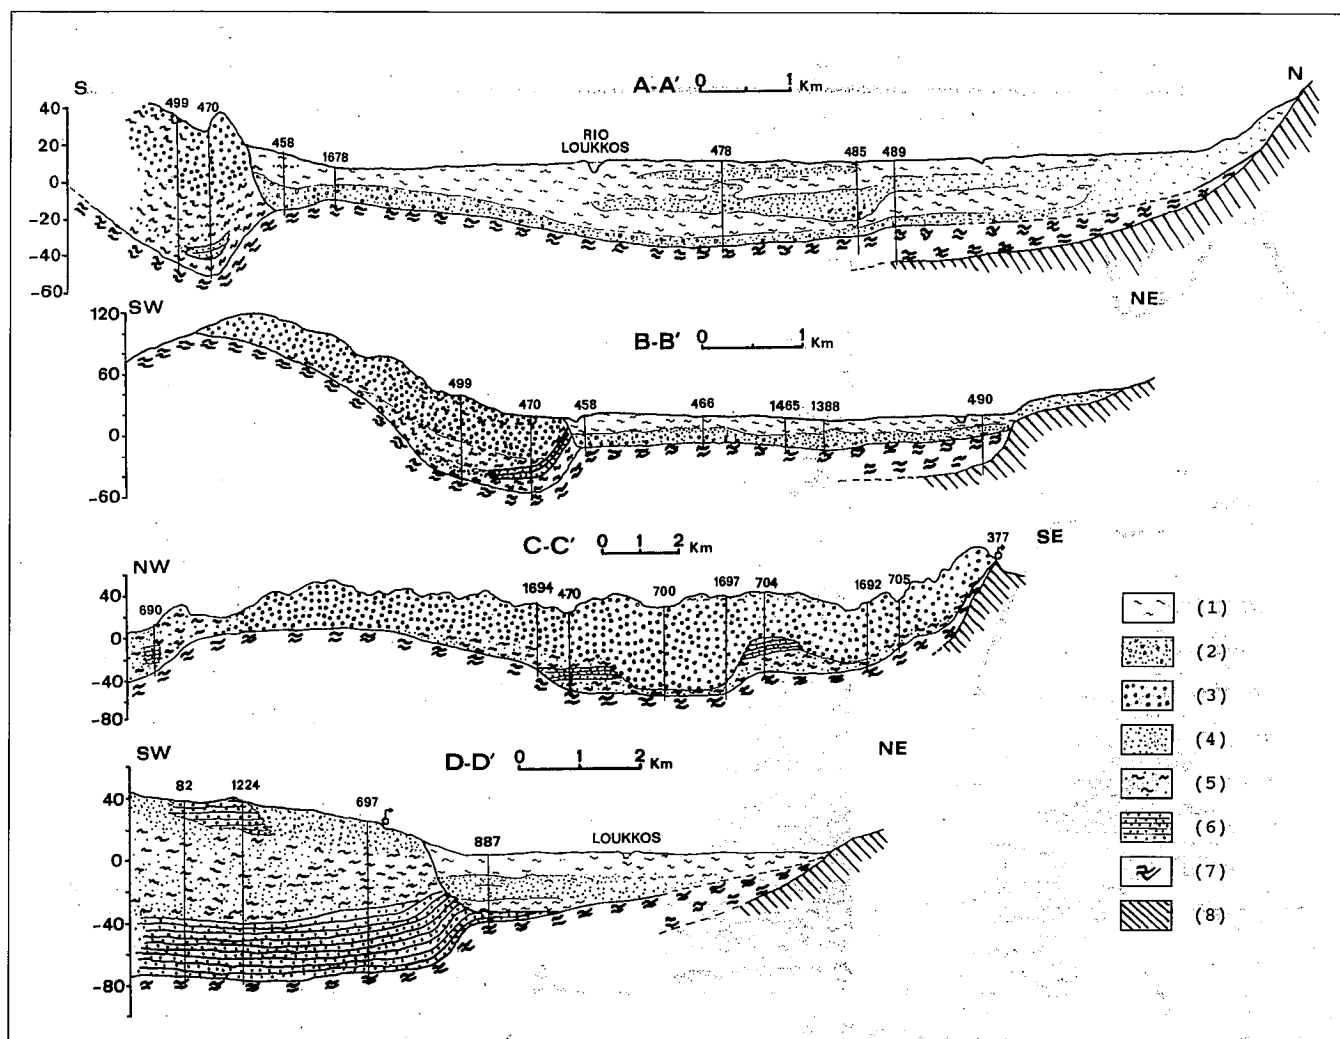 A-A' 0 1 Km
S
N
499 470 458 1678 RIO LOUKKOS 478 485 489
40
20
0
-20
-40
-60
SW
NE
B-B' 0 1 Km
120
60
0
-60
499 470 458 466 1465 1388 490
C-C' 0 1 2 Km
NW
SE
40
0
-40
-80
690 1694 470 700 1697 704 1692 705 377
D-D' 0 1 2 Km
SW
NE
40
0
-40
-80
82 1224 697 887 LOUKKOS
(1)
(2)
(3)
(4)
(5)
(6)
(7)
(8)